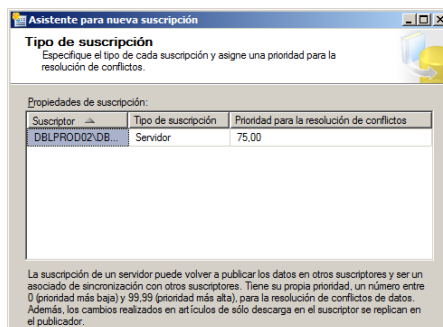 Asistente para nueva suscripción
Tipo de suscripción
Especifique el tipo de cada suscripción y asigne una prioridad para la
resolución de conflictos.
Propiedades de suscripción:
Suscriptor Tipo de suscripción Prioridad para la resolución de conflictos
DBLPROD02\DB... Servidor 75,00
La suscripción de un servidor puede volver a publicar los datos en otros suscriptores y ser un
asociado de sincronización con otros suscriptores. Tiene su propia prioridad, un número entre
0 (prioridad más baja) y 99,99 (prioridad más alta), para la resolución de conflictos de datos.
Además, los cambios realizados en artículos de sólo descarga en el suscriptor se replican en
el publicador.